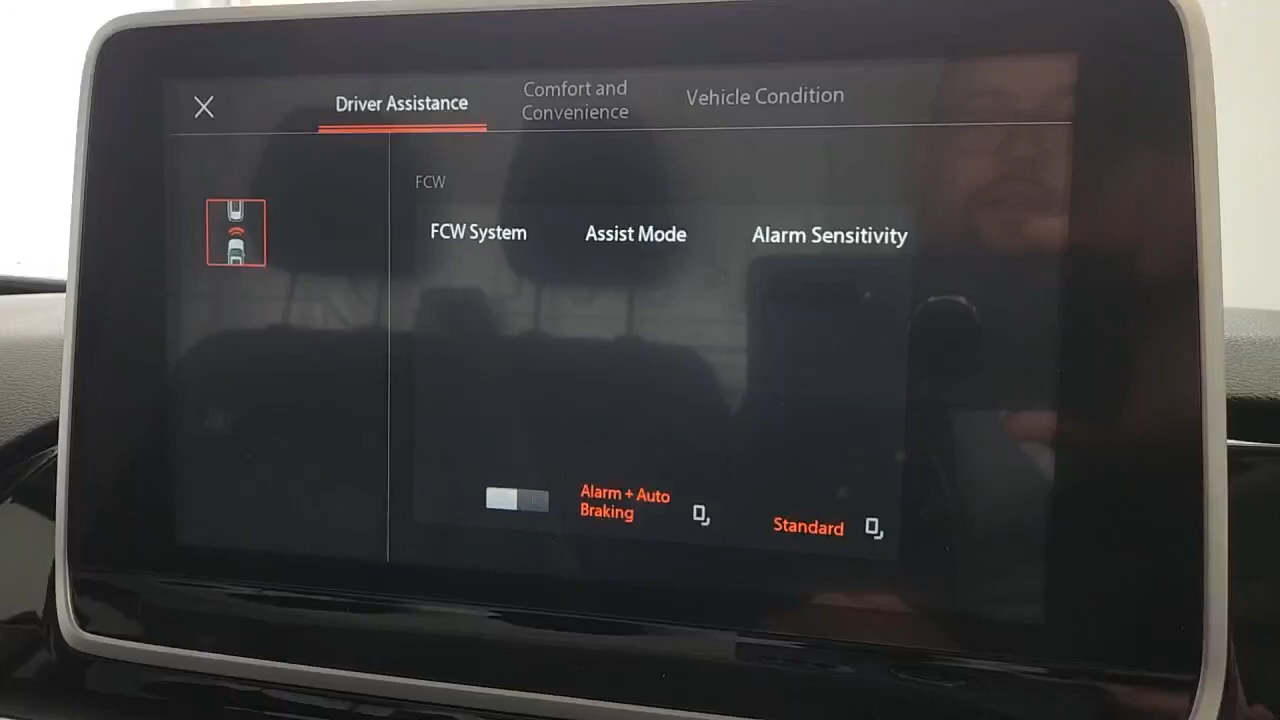 Driver Assistance
Comfort and
Convenience
Vehicle Condition
FCW
FCW System
Assist Mode
Alarm Sensitivity
Alarm + Auto
Braking
Standard